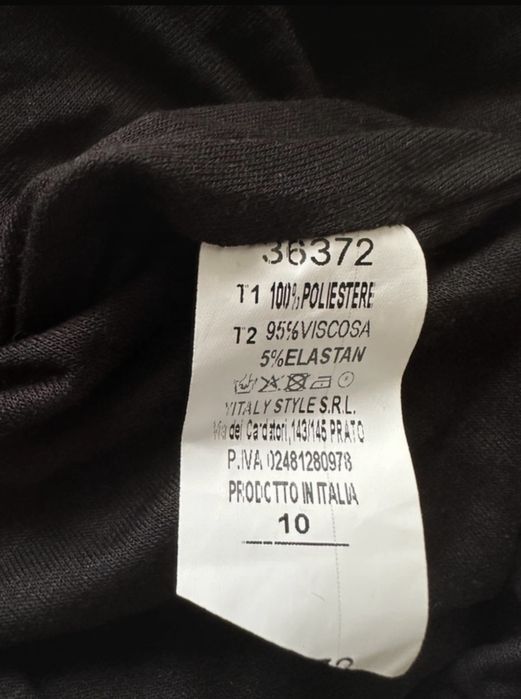 36372
T1 100%POLIESTERE
T2 95%VISCOSA
5%ELASTAN
VITALY STYLE S.R.L.
Via dei Cardatori,143/145 PRATO
P.IVA 02481280978
PRODOTTO IN ITALIA
10